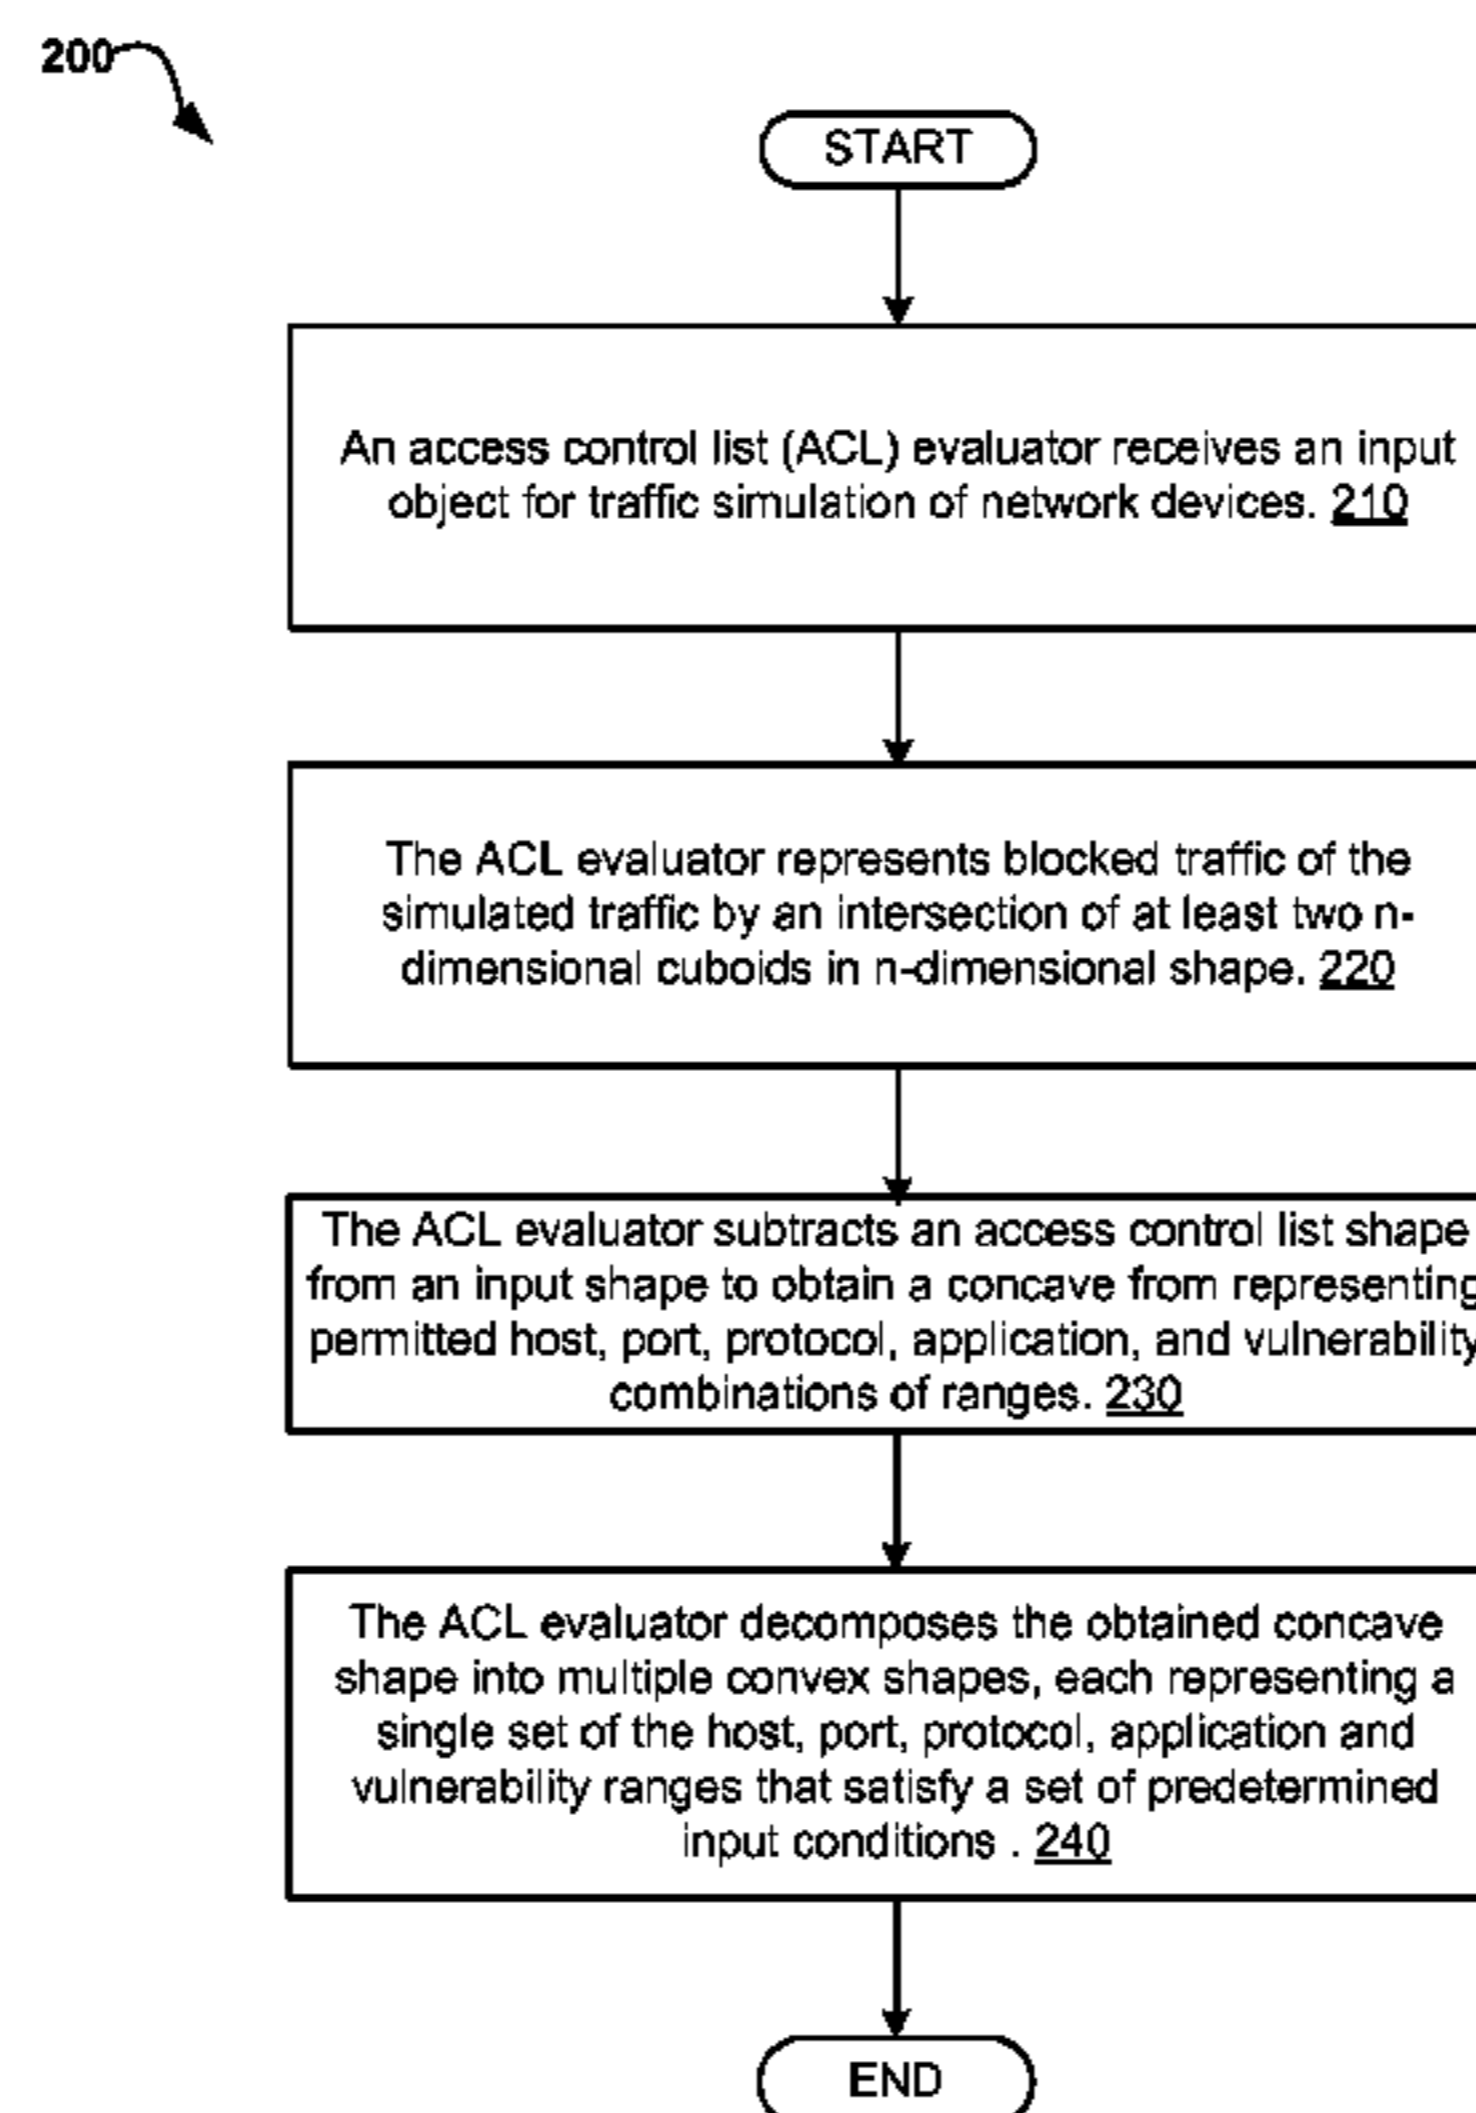 200
START
An access control list (ACL) evaluator receives an input
object for traffic simulation of network devices. 210
The ACL evaluator represents blocked traffic of the
simulated traffic by an intersection of at least two n-
dimensional cuboids in n-dimensional shape. 220
The ACL evaluator subtracts an access control list shape
from an input shape to obtain a concave from representing
permitted host, port, protocol, application, and vulnerability
combinations of ranges. 230
The ACL evaluator decomposes the obtained concave
shape into multiple convex shapes, each representing a
single set of the host, port, protocol, application and
vulnerability ranges that satisfy a set of predetermined
input conditions . 240
END